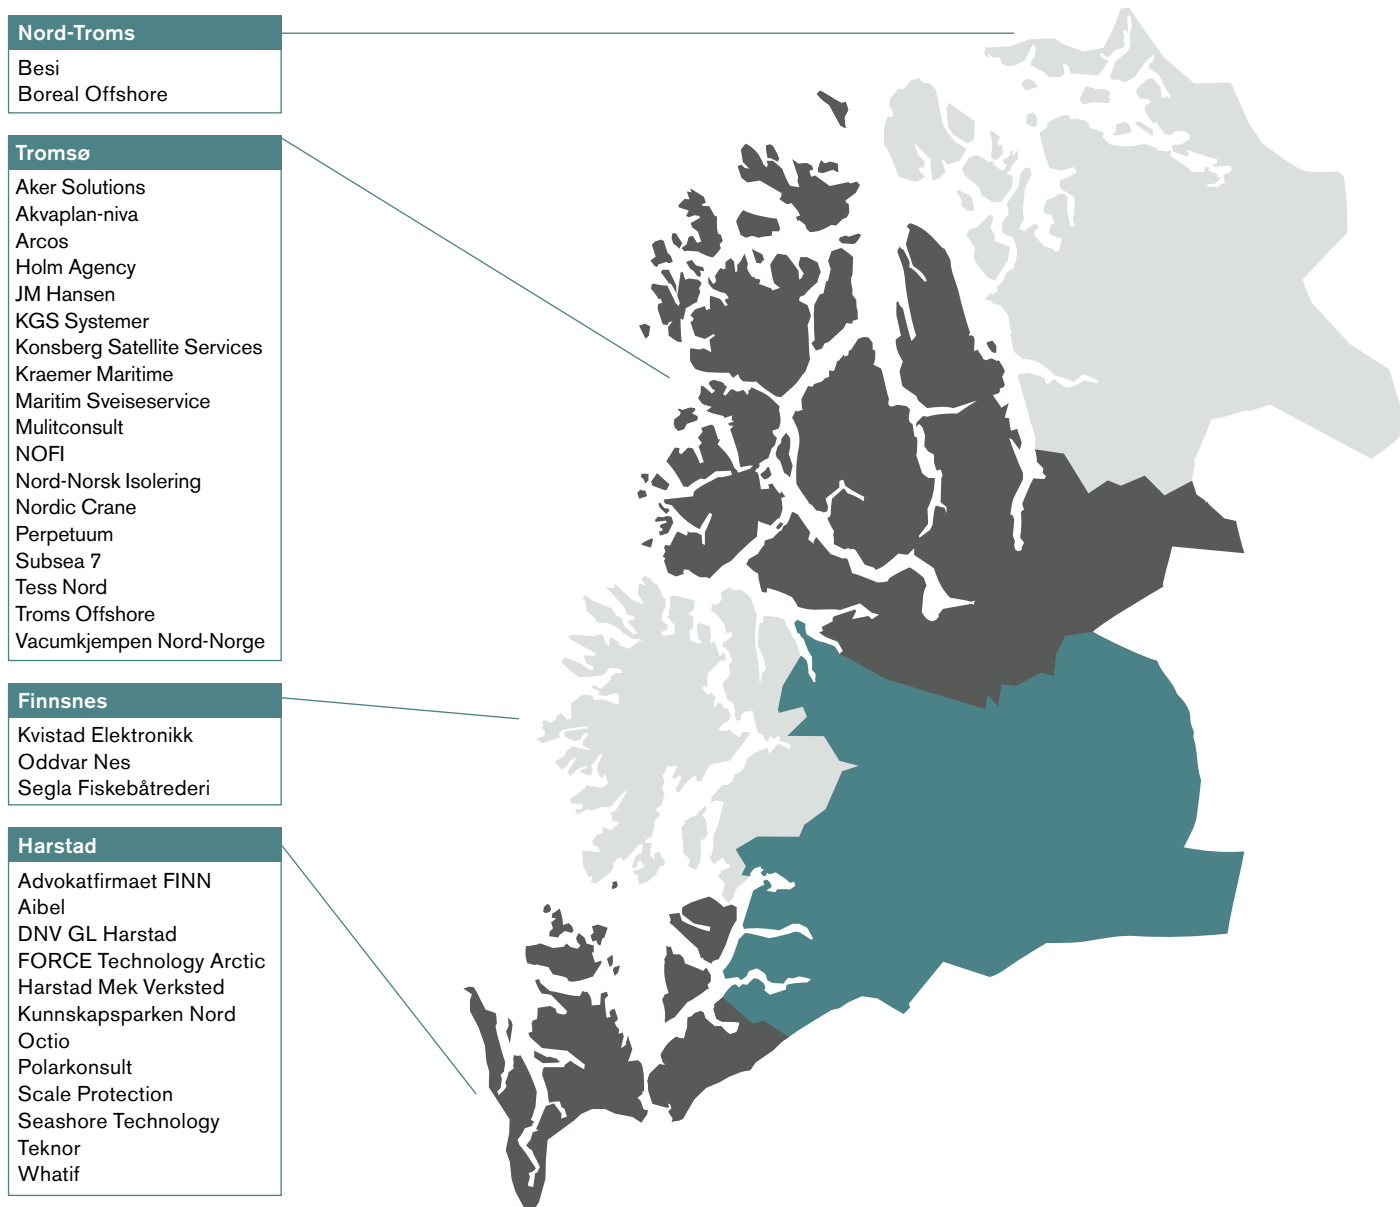 Nord-Troms
Besi
Boreal Offshore
Tromsø
Aker Solutions
Akvaplan-niva
Arcos
Holm Agency
JM Hansen
KGS Systemer
Konsberg Satellite Services
Kraemer Maritime
Maritim Sveiseservice
Mulitconsult
NOFI
Nord-Norsk Isolering
Nordic Crane
Perpetuum
Subsea 7
Tess Nord
Troms Offshore
Vacumkjempen Nord-Norge
Finnsnes
Kvistad Elektronikk
Oddvar Nes
Segla Fiskebåtrederi
Harstad
Advokatfirmaet FINN
Aibel
DNV GL Harstad
FORCE Technology Arctic
Harstad Mek Verksted
Kunnskapsparken Nord
Octio
Polarkonsult
Scale Protection
Seashore Technology
Teknor
Whatif